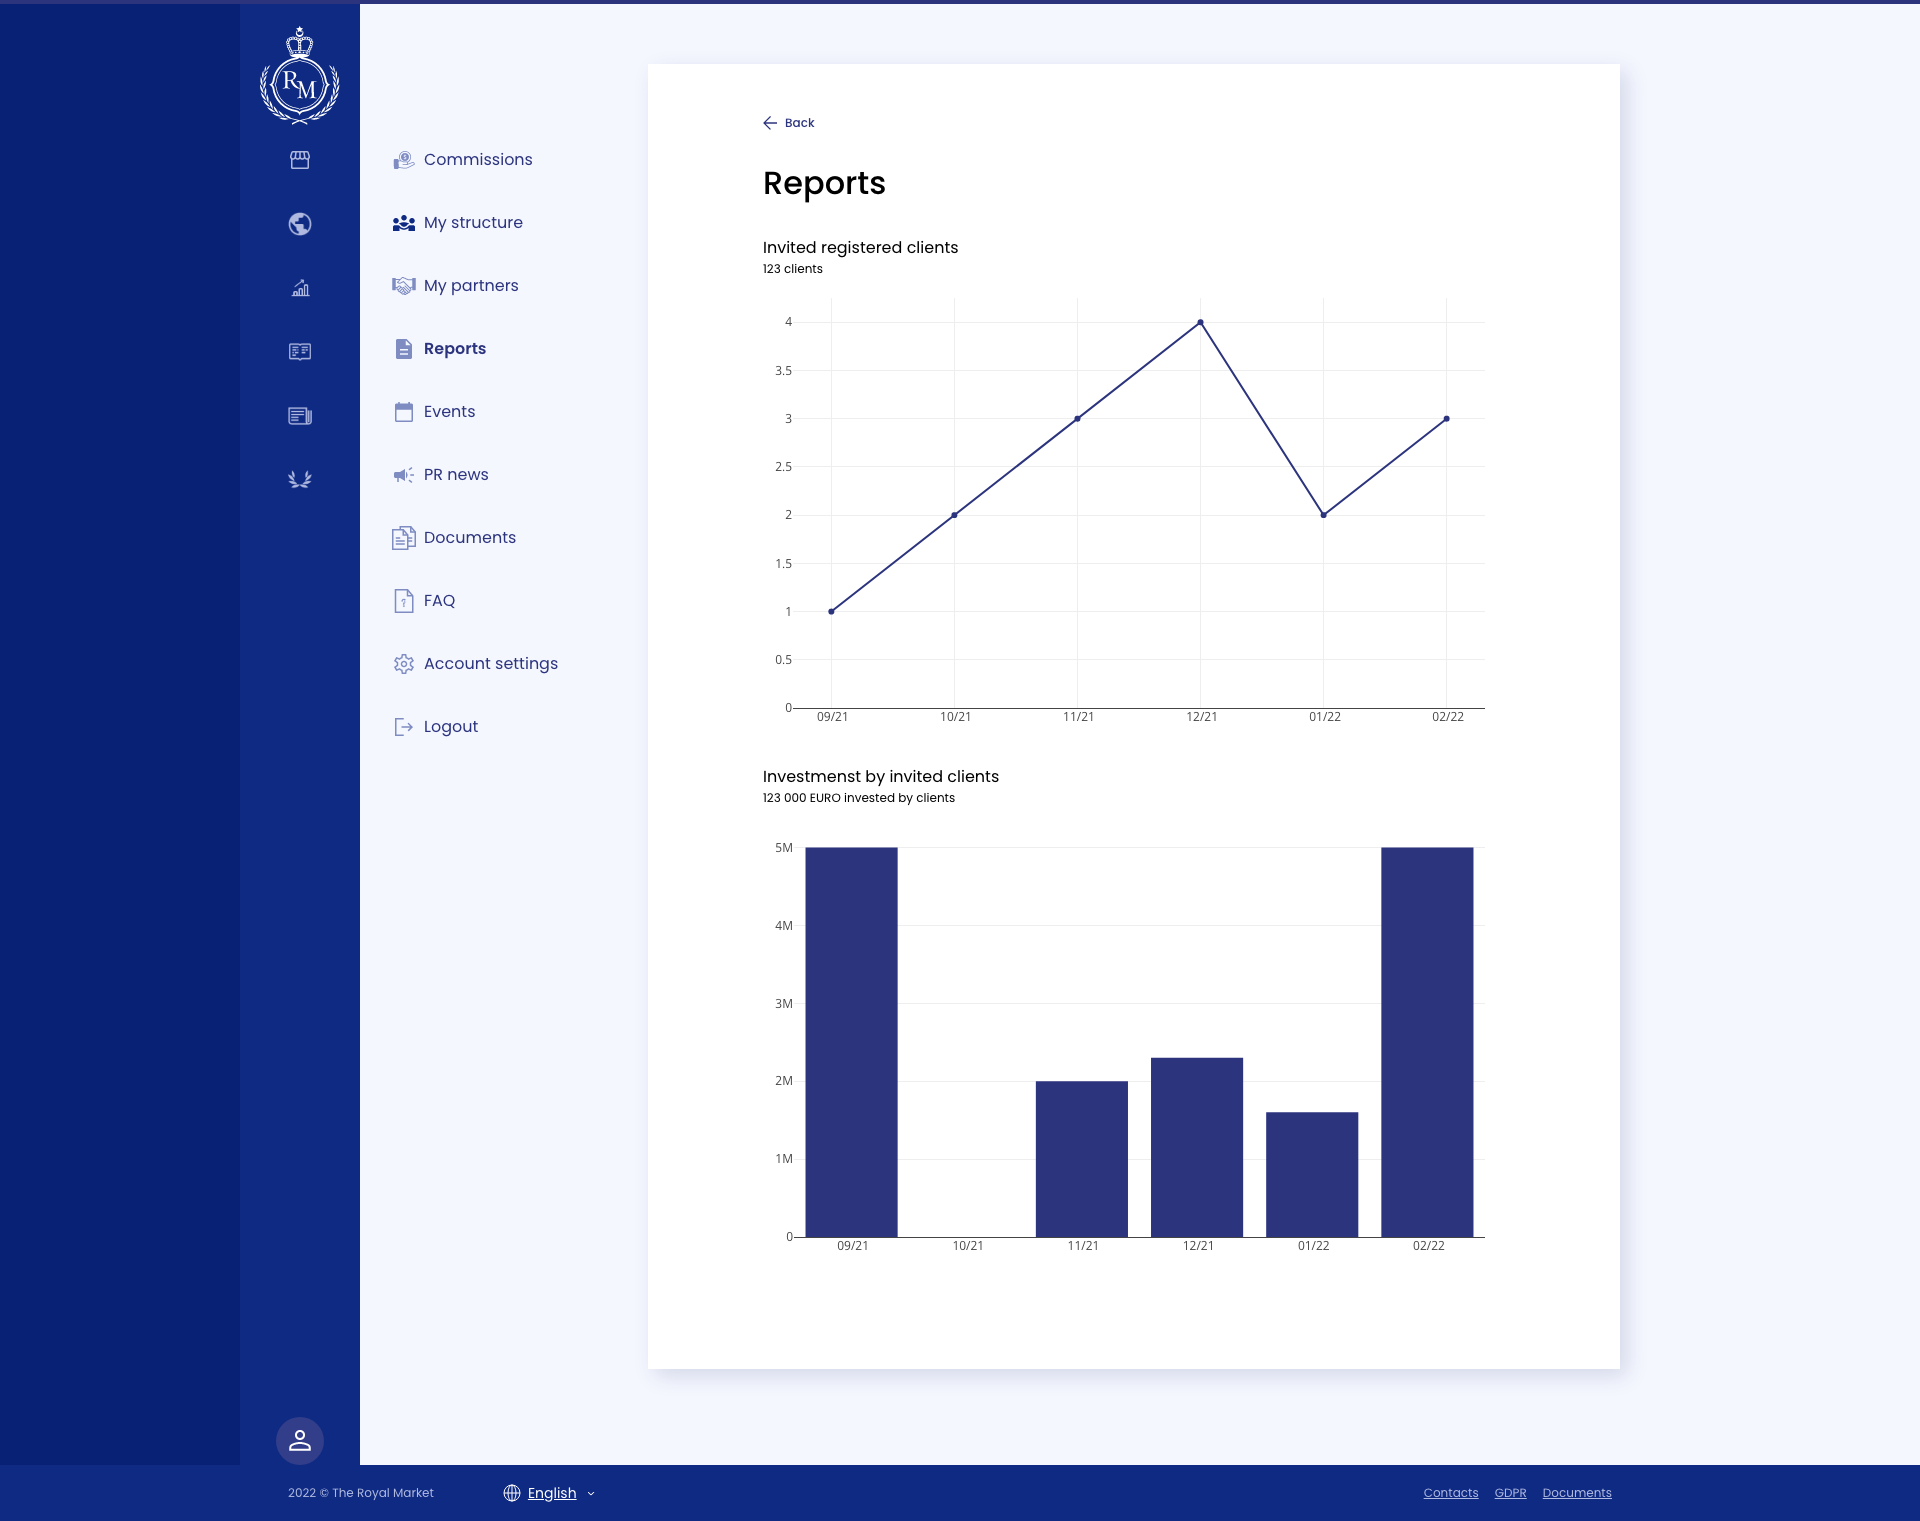 RM
Commissions
My structure
My partners
Reports
Events
PR news
Documents
FAQ
Account settings
Logout
Back
Reports
Invited registered clients
123 clients
4
3.5
3
2.5
2
1.5
1
0.5
0
09/21 10/21 11/21 12/21 01/22 02/22
Investmenst by invited clients
123 000 EURO invested by clients
5M
4M
3M
2M
1M
0
09/21 10/21 11/21 12/21 01/22 02/22
2022 © The Royal Market English Contacts GDPR Documents